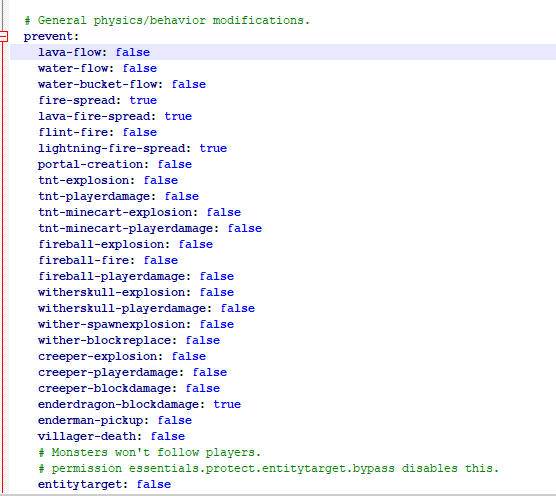 # General physics/behavior modifications.
prevent:
lava-flow: false
water-flow: false
water-bucket-flow: false
fire-spread: true
lava-fire-spread: true
flint-fire: false
lightning-fire-spread: true
portal-creation: false
tnt-explosion: false
tnt-playerdamage: false
tnt-minecart-explosion: false
tnt-minecart-playerdamage: false
fireball-explosion: false
fireball-fire: false
fireball-playerdamage: false
witherskull-explosion: false
witherskull-playerdamage: false
wither-spawnexplosion: false
wither-blockreplace: false
creeper-explosion: false
creeper-playerdamage: false
creeper-blockdamage: false
enderdragon-blockdamage: true
enderman-pickup: false
villager-death: false
# Monsters won't follow players.
# permission essentials.protect.entitytarget.bypass disables this.
entitytarget: false